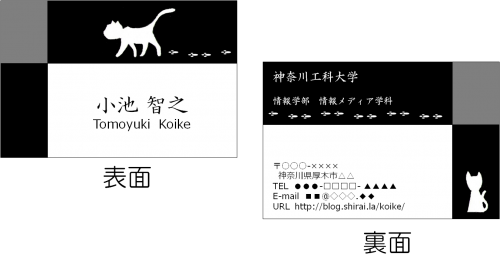 小池 智之
Tomoyuki Koike
表面
神奈川工科大学
情報学部 情報メディア学科
〒○○○-××××
神奈川県厚木市△△
TEL ●●●-□□□□-▲▲▲▲
E-mail ■■@◇◇◇.◆◆
URL http://blog.shirai.la/koike/
裏面